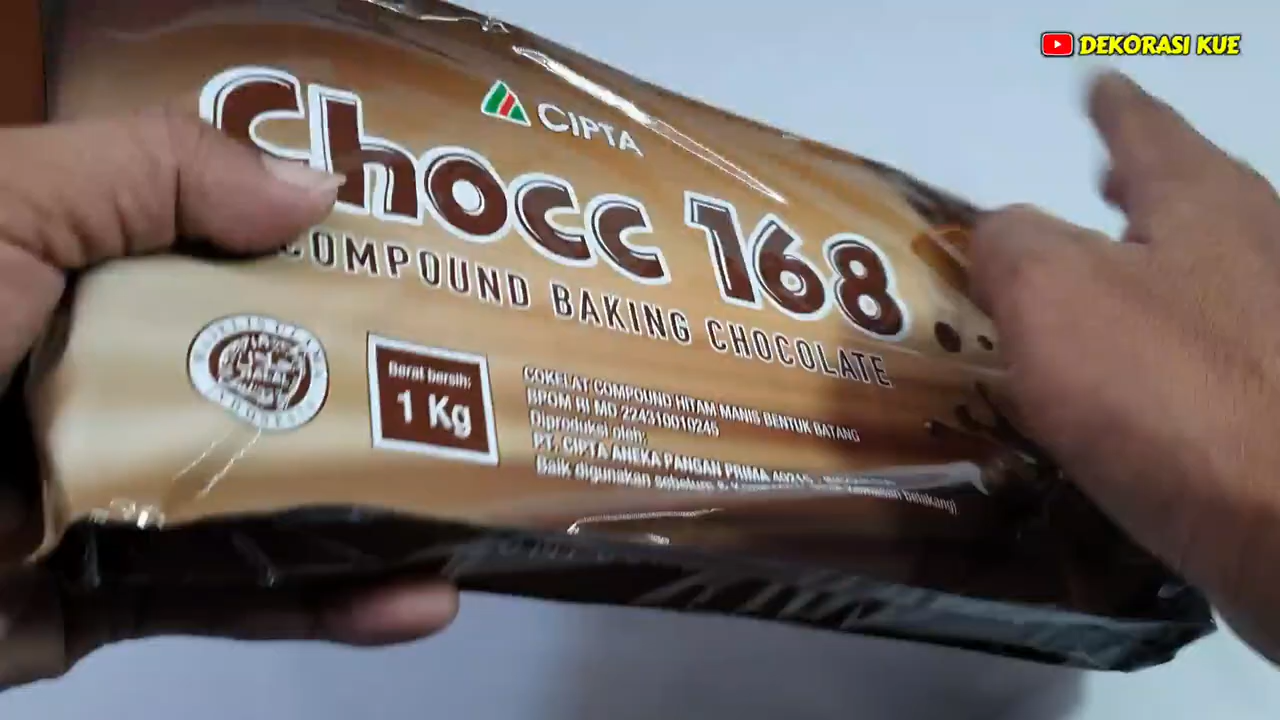 DEKORASI KUE
CIPTA
Chocc 168
COMPOUND BAKING CHOCOLATE
Berat bersih:
1 Kg
COKELAT COMPOUND HITAM MANIS BENTUK BATANG
BPOM RI MD 224310010245
Diproduksi oleh:
PT. CIPTA ANEKA PANGAN PRIMA
Baik digunakan sebelum
belakang)